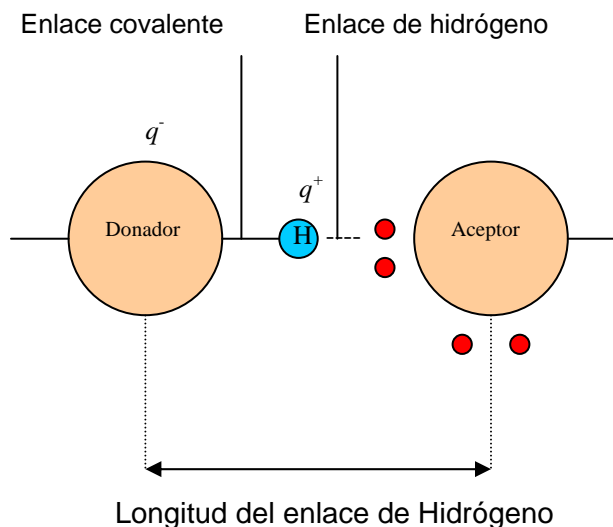 Enlace covalente
Enlace de hidrógeno
q-
q+
Donador
H
Aceptor
Longitud del enlace de Hidrógeno